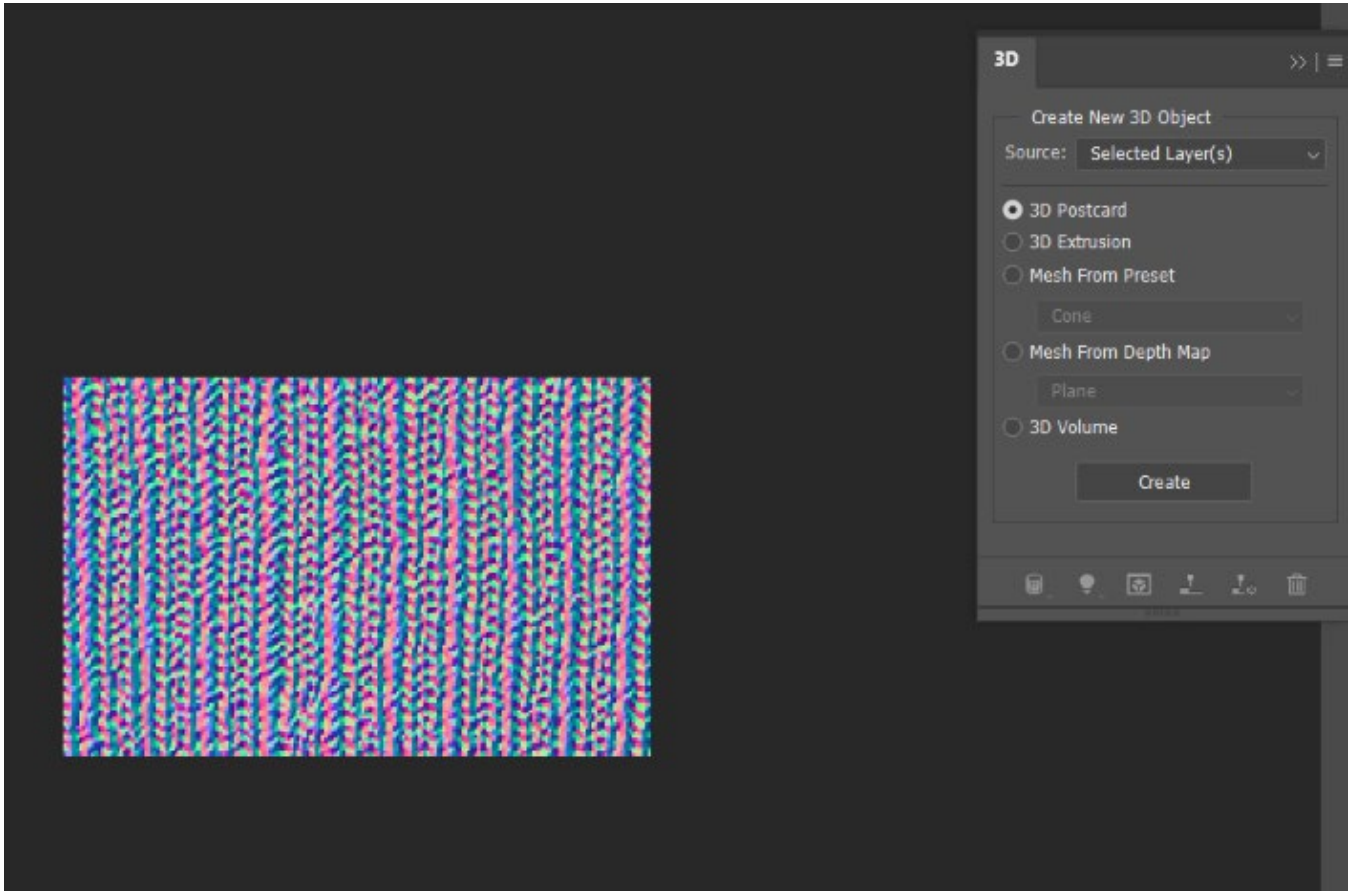 3D
Create New 3D Object
Source: Selected Layer(s)
3D Postcard
3D Extrusion
Mesh From Preset
Cone
Mesh From Depth Map
Plane
3D Volume
Create